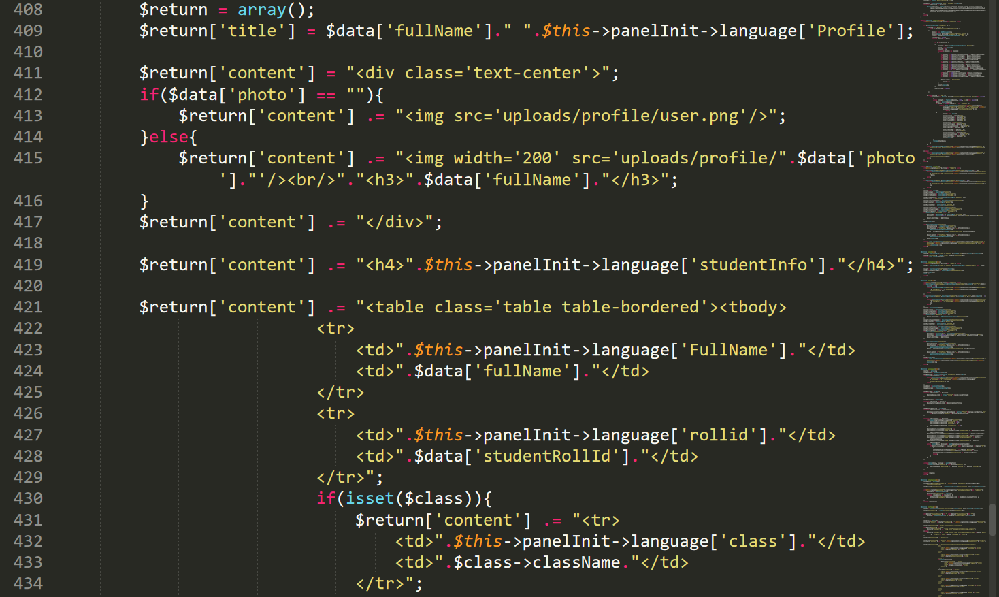 408 $return = array();
409 $return['title'] = $data['fullName']." ".$this->panelInit->language['Profile'];
410
411 $return['content'] = "<div class='text-center'>";
412 if($data['photo'] == ""){
413 $return['content'] .= "<img src='uploads/profile/user.png'/>";
414 }else{
415 $return['content'] .= "<img width='200' src='uploads/profile/".$data['photo
']."'/><br/>"."<h3>".$data['fullName']."</h3>";
416 }
417 $return['content'] .= "</div>";
418
419 $return['content'] .= "<h4>".$this->panelInit->language['studentInfo']."</h4>";
420
421 $return['content'] .= "<table class='table table-bordered'><tbody>
422 <tr>
423 <td>".$this->panelInit->language['FullName']."</td>
424 <td>".$data['fullName']."</td>
425 </tr>
426 <tr>
427 <td>".$this->panelInit->language['rollid']."</td>
428 <td>".$data['studentRollId']."</td>
429 </tr>";
430 if(isset($class)){
431 $return['content'] .= "<tr>
432 <td>".$this->panelInit->language['class']."</td>
433 <td>".$class->className."</td>
434 </tr>";